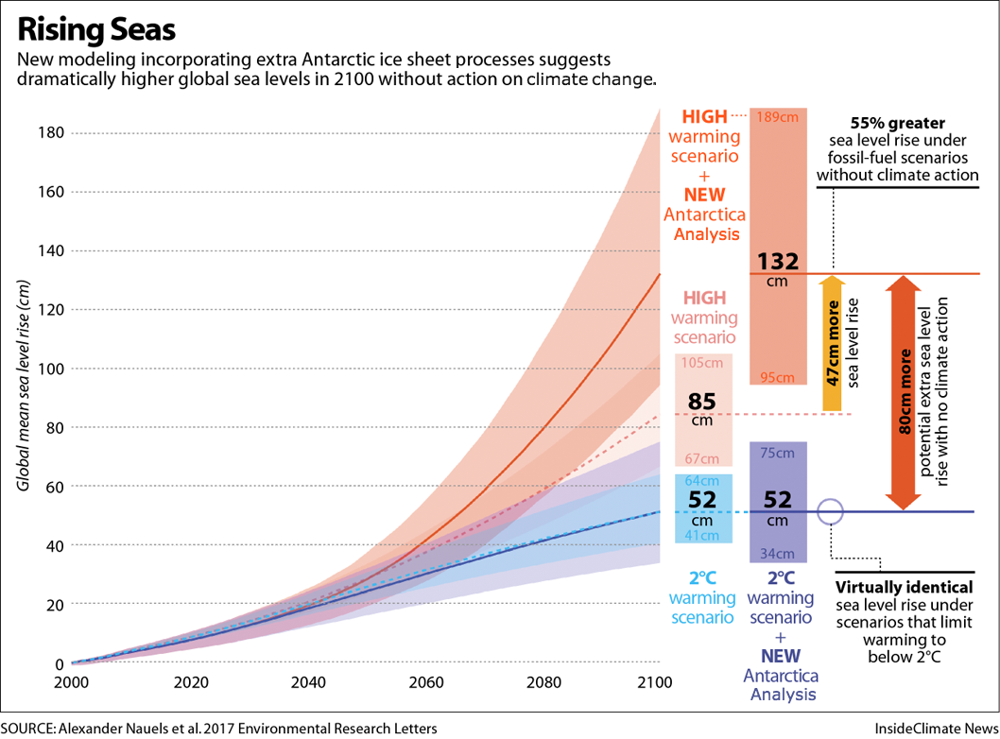 Rising Seas
New modeling incorporating extra Antarctic ice sheet processes suggests
dramatically higher global sea levels in 2100 without action on climate change.
Global mean sea level rise (cm)
180
160
140
120
100
80
60
40
20
0
2000
2020
2040
2060
2080
2100
HIGH
warming
scenario
+
NEW
Antarctica
Analysis
189cm
132
cm
95cm
HIGH
warming
scenario
105cm
85
cm
67cm
64cm
52
cm
41cm
2°C
warming
scenario
75cm
52
cm
34cm
2°C
warming
scenario
+
NEW
Antarctica
Analysis
55% greater
sea level rise under
fossil-fuel scenarios
without climate action
47cm more
sea level rise
80cm more
potential extra sea level
rise with no climate action
Virtually identical
sea level rise under
scenarios that limit
warming to
below 2°C
SOURCE: Alexander Nauels et al. 2017 Environmental Research Letters
InsideClimate News